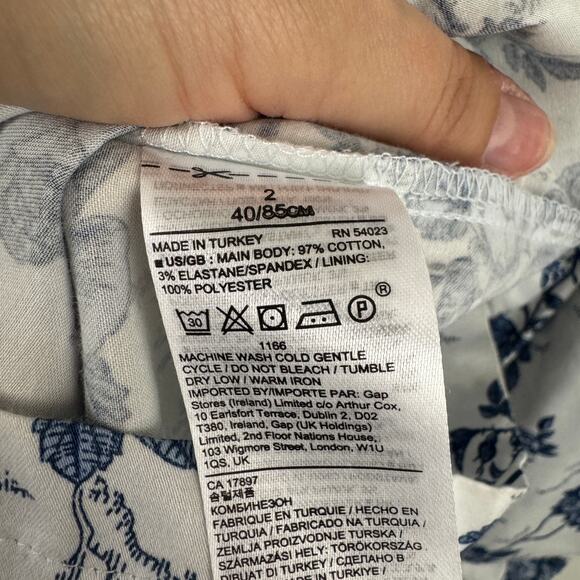 2
40/85CM
MADE IN TURKEY RN 54023
■ US/GB : MAIN BODY: 97% COTTON,
3% ELASTANE/SPANDEX / LINING:
100% POLYESTER
30 P ®
1166
MACHINE WASH COLD GENTLE
CYCLE / DO NOT BLEACH / TUMBLE
DRY LOW / WARM IRON
IMPORTED BY/IMPORTE PAR: Gap
Stores (Ireland) Limited c/o Arthur Cox,
10 Earlsfort Terrace, Dublin 2, D02
T380, Ireland, Gap (UK Holdings)
Limited, 2nd Floor Nations House,
103 Wigmore Street, London, W1U
1QS, UK
CA 17897
섬유제품
КОМБИНЕЗОН
FABRIQUE EN TURQUIE / HECHO EN
TURQUIA / FABRICADO NA TURQUIA /
ZEMLJA PROIZVODNJE TURSKA /
SZÁRMAZÁSI HELY: TÖRÖKORSZÁG
DIBUAT DI TURKEY / СДЕЛАНО В